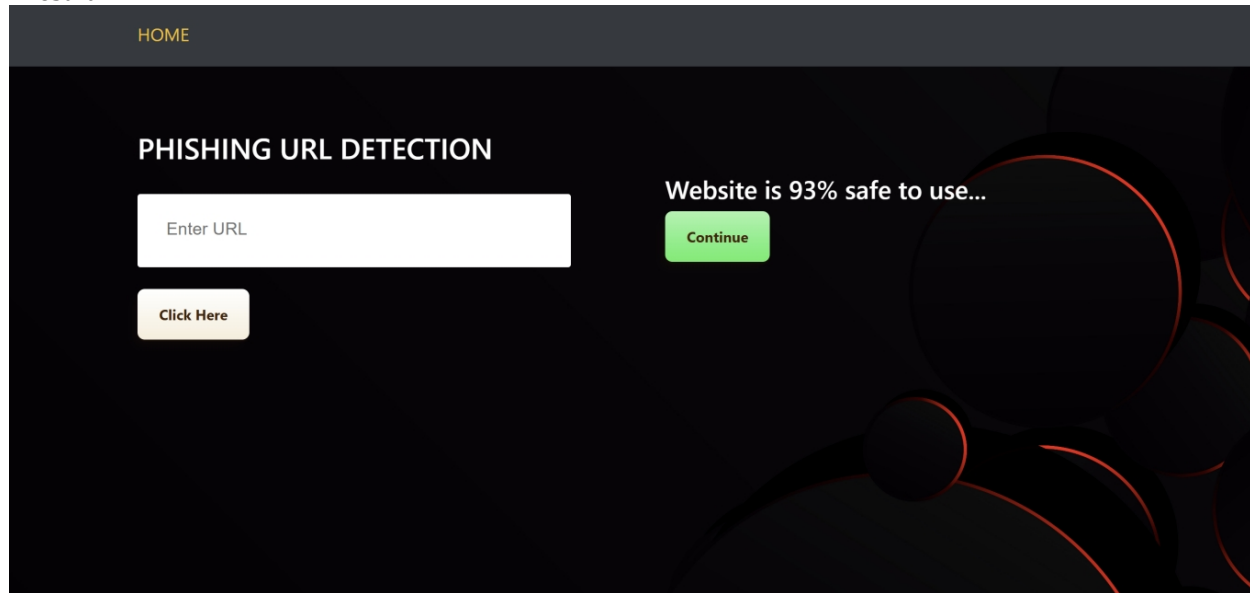 HOME
PHISHING URL DETECTION
Enter URL
Click Here
Website is 93% safe to use...
Continue